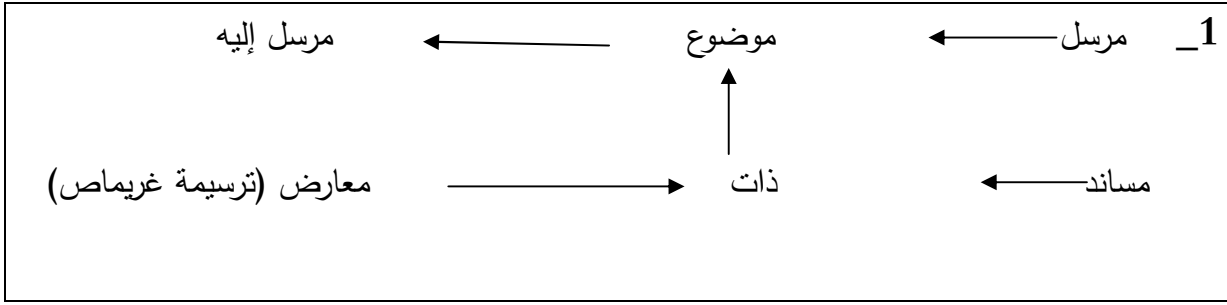 1_ مرسل موضوع مرسل إليه
مساند ذات معارض (ترسيمة غريماص)